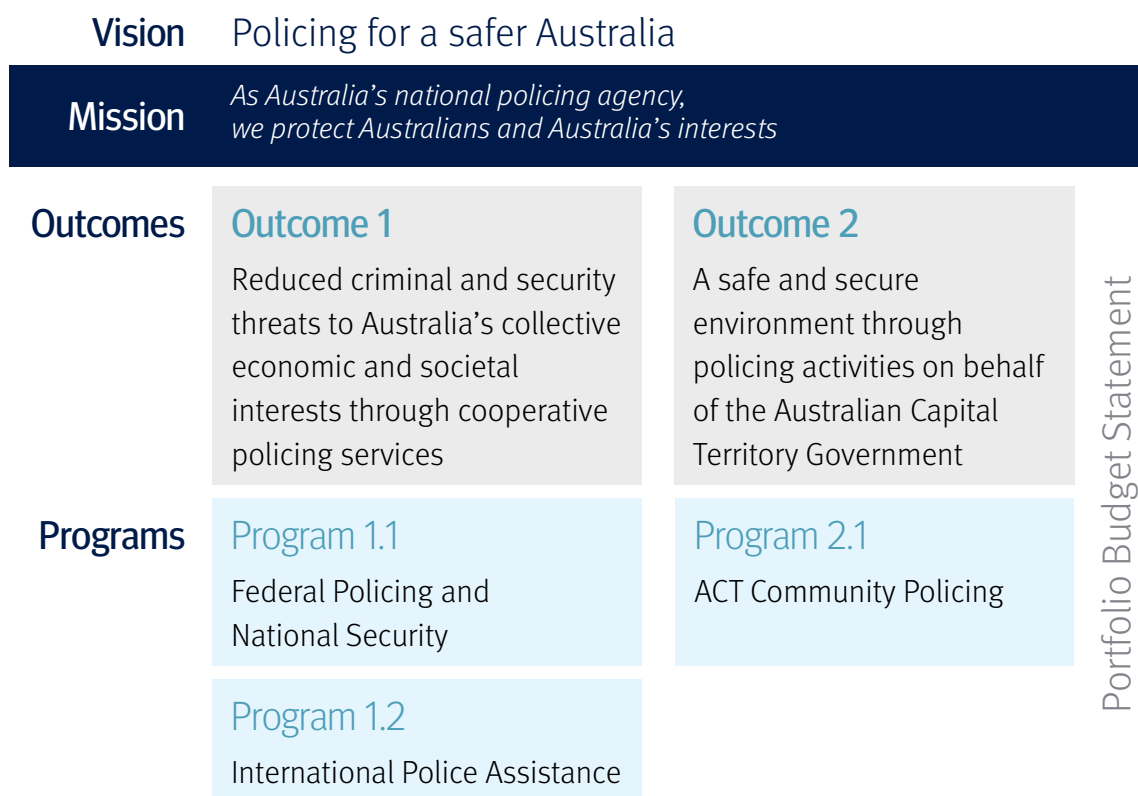 Vision Policing for a safer Australia
Mission
As Australia’s national policing agency,
we protect Australians and Australia’s interests
Outcomes
Outcome 1
Reduced criminal and security
threats to Australia’s collective
economic and societal
interests through cooperative
policing services
Outcome 2
A safe and secure
environment through
policing activities on behalf
of the Australian Capital
Territory Government
Programs
Program 1.1
Federal Policing and
National Security
Program 2.1
ACT Community Policing
Program 1.2
International Police Assistance
Portfolio Budget Statement